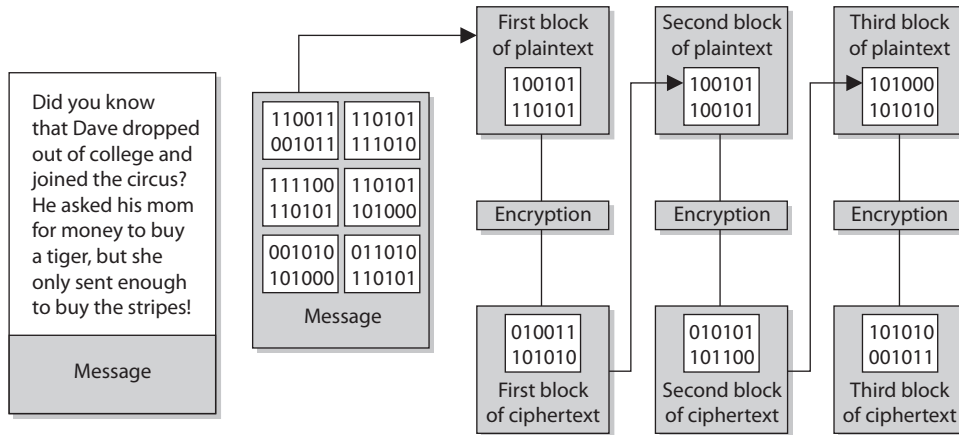 Did you know
that Dave dropped
out of college and
joined the circus?
He asked his mom
for money to buy
a tiger, but she
only sent enough
to buy the stripes!
Message
110011 110101
001011 111010
111100 110101
110101 101000
001010 011010
101000 110101
Message
First block
of plaintext
100101
110101
Encryption
010011
101010
First block
of ciphertext
Second block
of plaintext
100101
100101
Encryption
010101
101100
Second block
of ciphertext
Third block
of plaintext
101000
101010
Encryption
101010
001011
Third block
of ciphertext